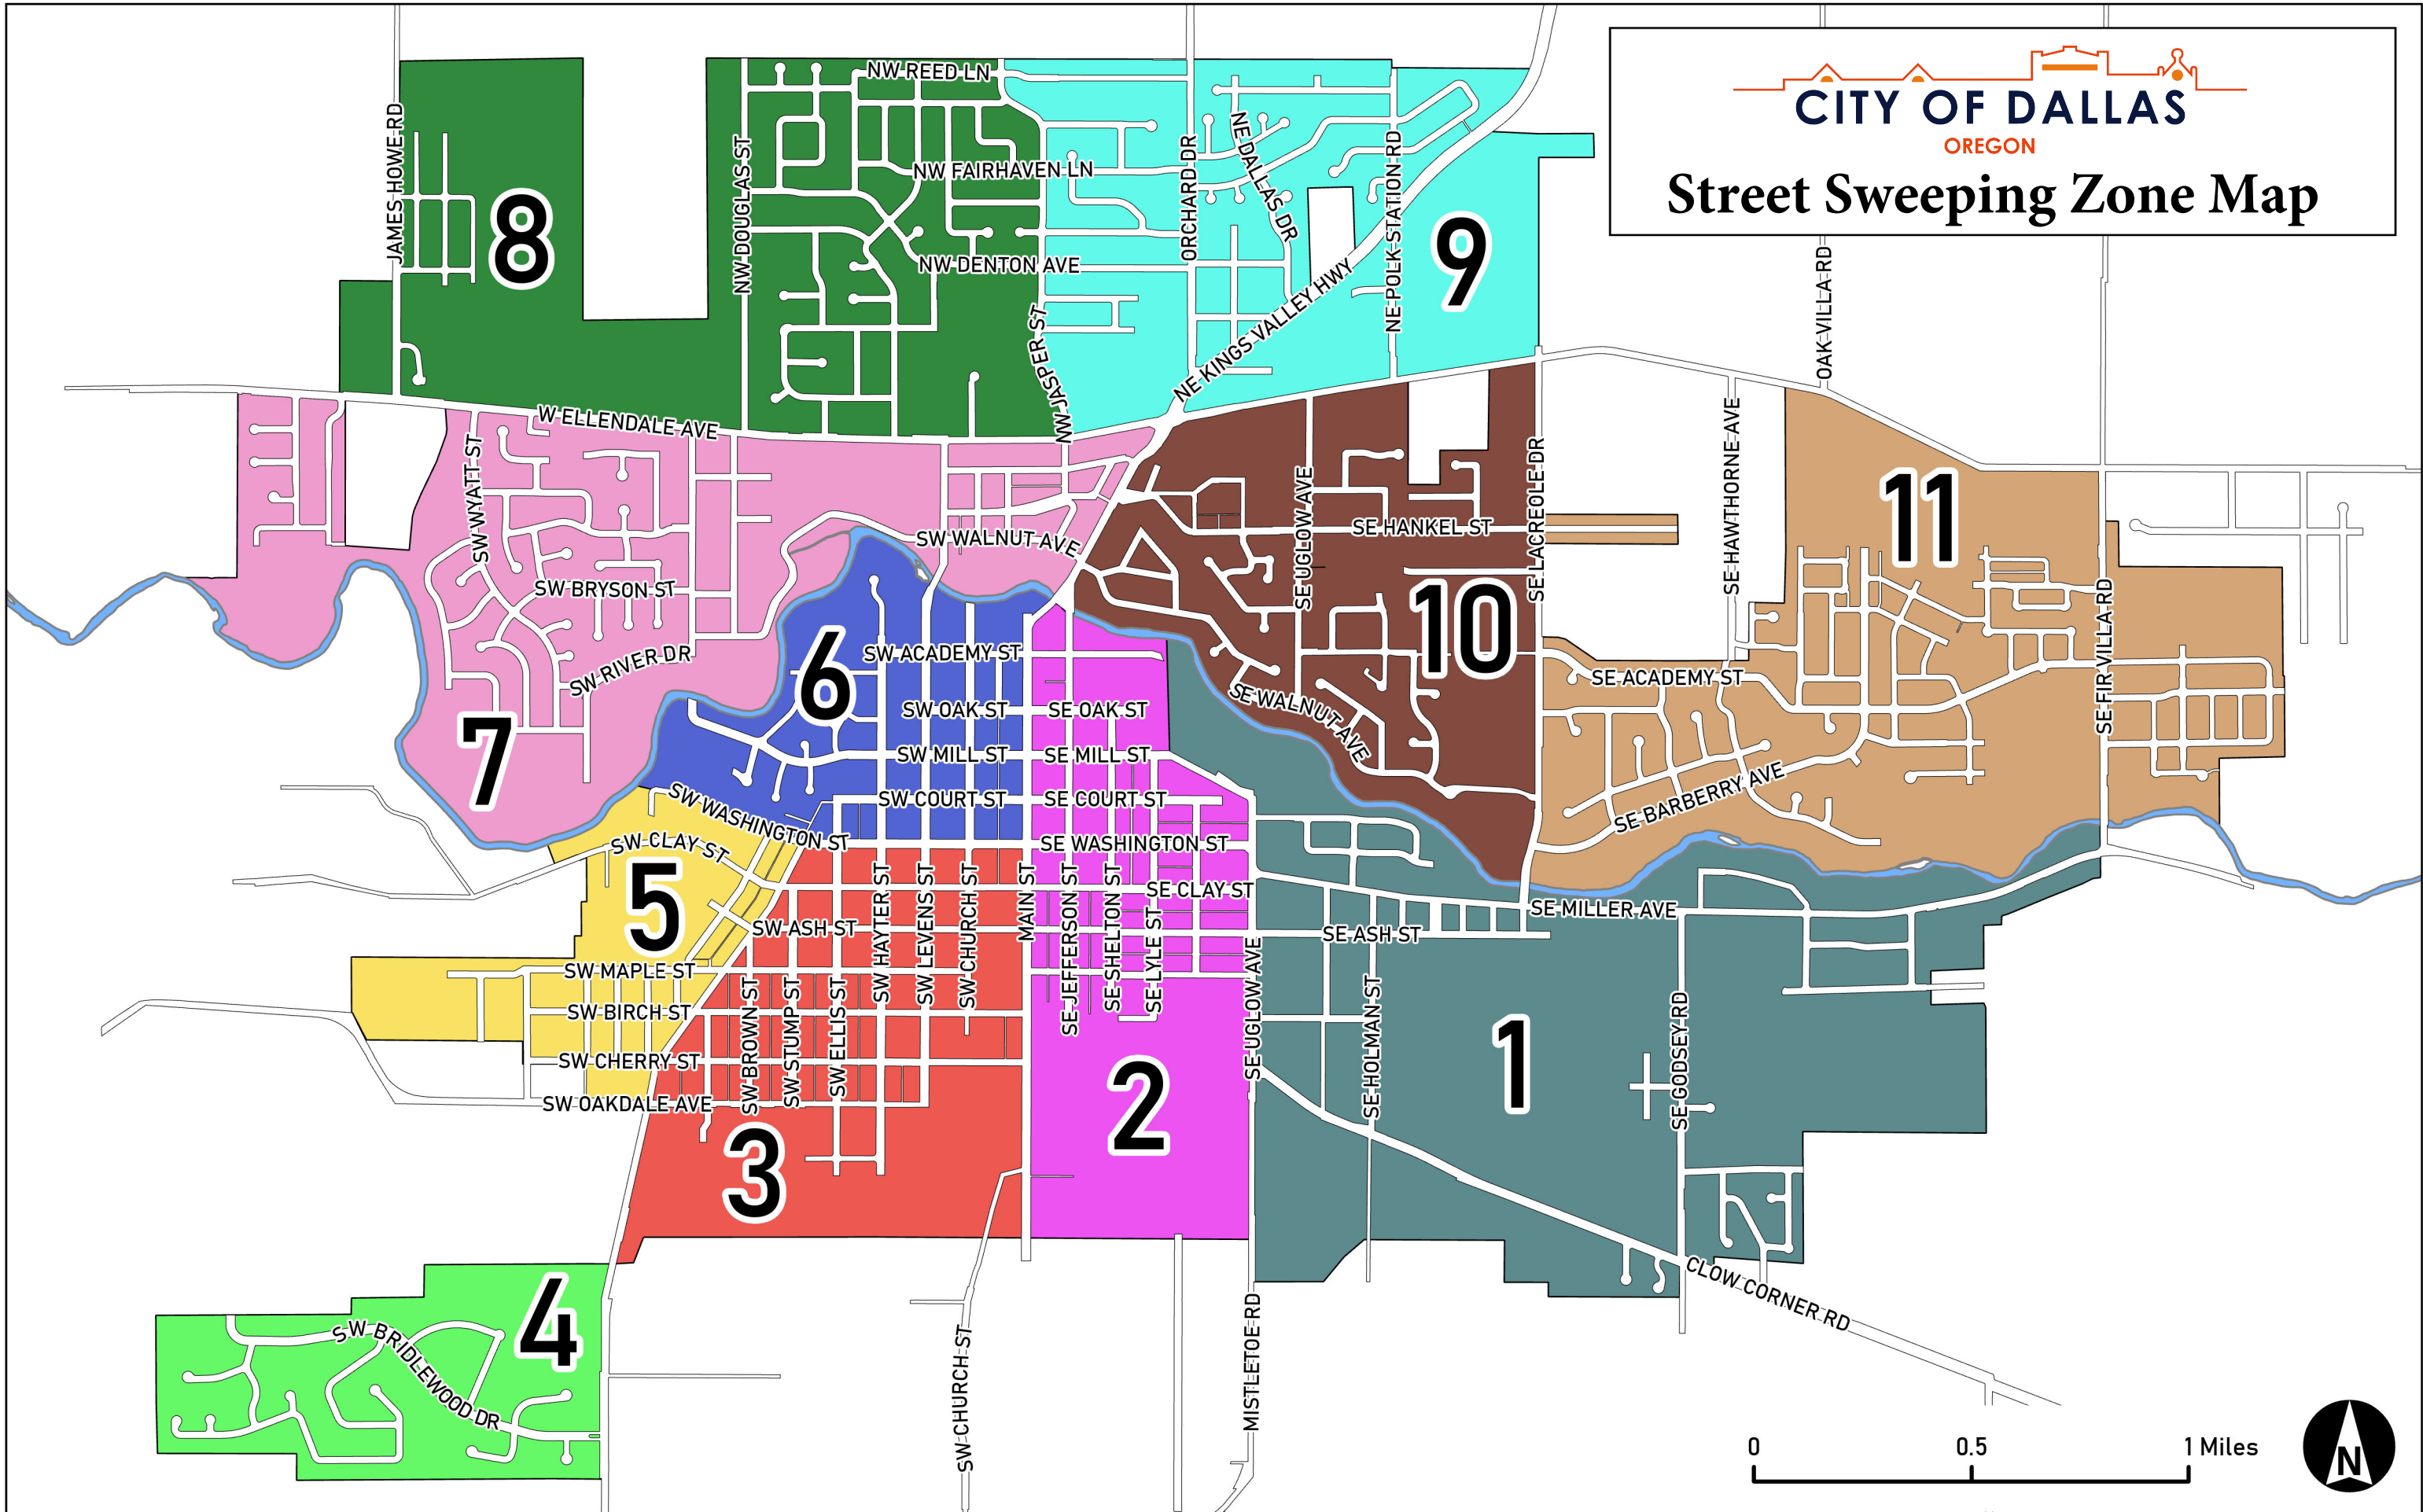 CITY OF DALLAS
OREGON
Street Sweeping Zone Map
NW REED LN
JAMES HOWE RD
NW DOUGLAS ST
NW FAIRHAVEN LN
ORCHARD DR
NE DALLAS DR
NE POLK STATION RD
8
9
NW DENTON AVE
NE KINGS VALLEY HWY
OAK VILLA RD
NW JASPER ST
W ELLENDALE AVE
SW WYATT ST
SE UGLOW AVE
SE LACREOLE DR
SE HAWTHORNE AVE
11
SE HANKEL ST
SW WALNUT AVE
SW BRYSON ST
10
SE FIR VILLA RD
SW RIVER DR
6
SW ACADEMY ST
SE ACADEMY ST
SE WALNUT AVE
SW OAK ST
SE OAK ST
7
SW MILL ST
SE MILL ST
SW COURT ST
SE COURT ST
SE BARBERRY AVE
SW WASHINGTON ST
SE WASHINGTON ST
SW CLAY ST
SE CLAY ST
5
SW HAYTER ST
SW LEVENS ST
SW CHURCH ST
MAIN ST
SE JEFFERSON ST
SE SHELTON ST
SE LYLE ST
SE MILLER AVE
SW ASH ST
SE ASH ST
SW MAPLE ST
SW BIRCH ST
SW BROWN ST
SW STUMP ST
SW ELLIS ST
SE UGLOW AVE
SE HOLMAN ST
SE GODSEY RD
1
SW CHERRY ST
SW OAKDALE AVE
2
3
4
CLOW CORNER RD
SW BRIDLEWOOD DR
SW CHURCH ST
MISTLETOE RD
0 0.5 1 Miles
N